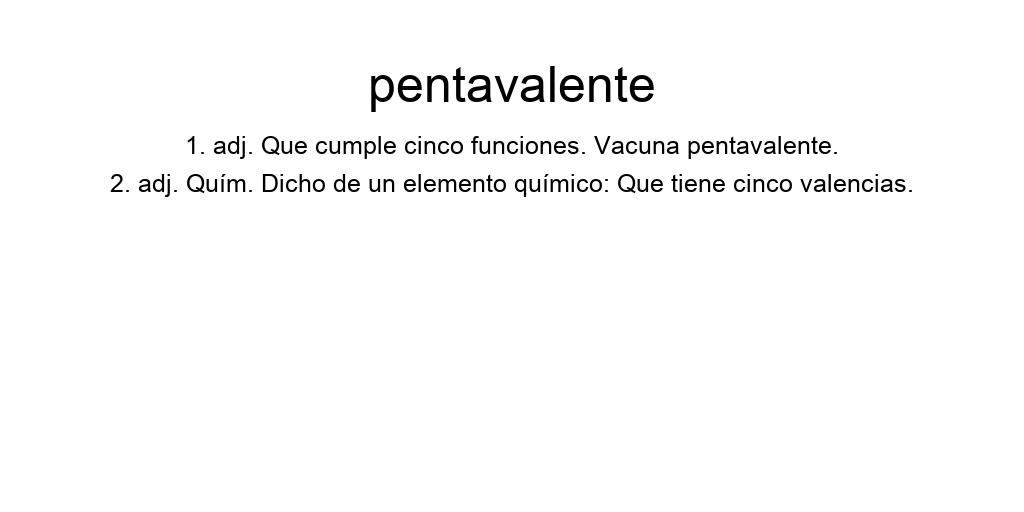 pentavalente
1. adj. Que cumple cinco funciones. Vacuna pentavalente.
2. adj. Quím. Dicho de un elemento químico: Que tiene cinco valencias.